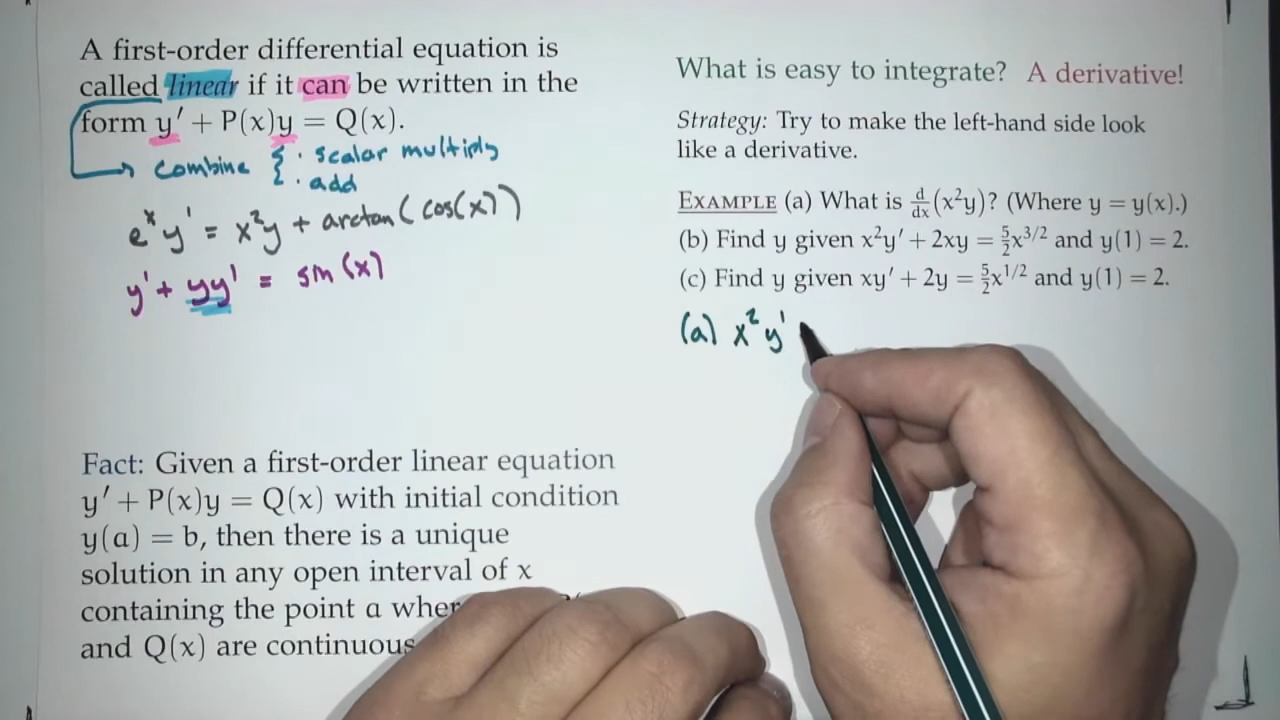 A first-order differential equation is
called linear if it can be written in the
form y′ + P(x)y = Q(x).
combine { · scalar multiply
· add
eˣy' = x²y + arctan(cos(x))
y' + yy' = sin(x)
Fact: Given a first-order linear equation
y′ + P(x)y = Q(x) with initial condition
y(a) = b, then there is a unique
solution in any open interval of x
containing the point a
and Q(x) are continuous
What is easy to integrate? A derivative!
Strategy: Try to make the left-hand side look
like a derivative.
EXAMPLE (a) What is d/dx(x²y)? (Where y = y(x).)
(b) Find y given x²y′ + 2xy = 5/2x^3/2 and y(1) = 2.
(c) Find y given xy′ + 2y = 5/2x^1/2 and y(1) = 2.
(a) x²y'